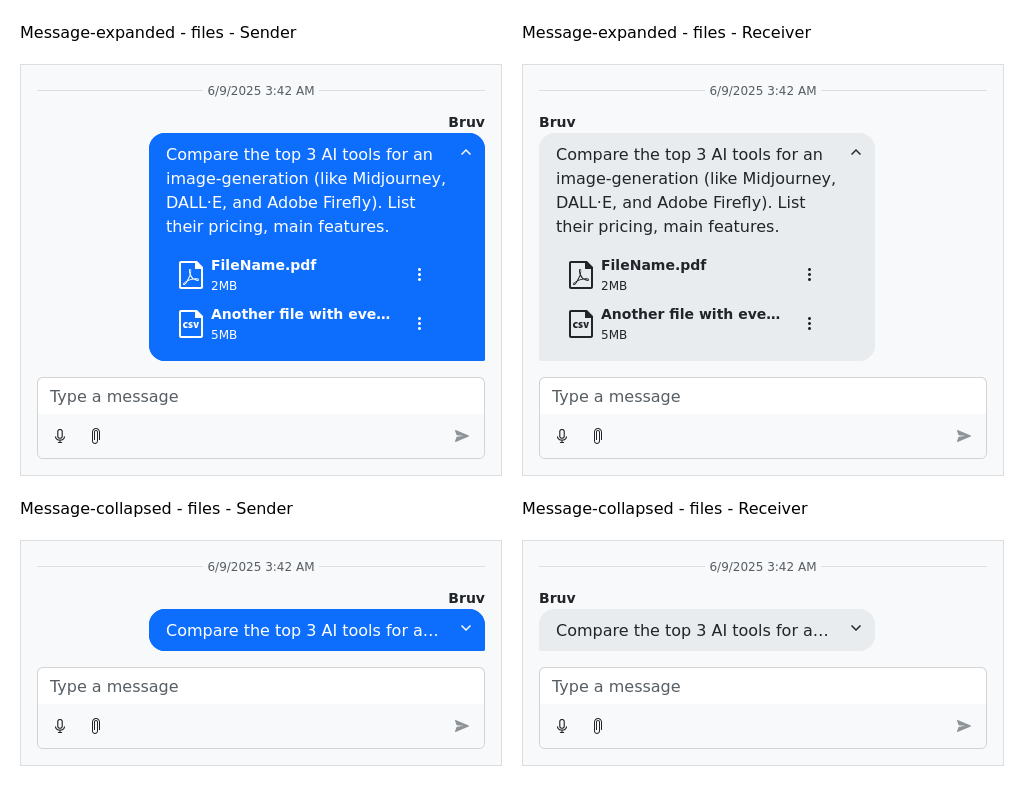 Message-expanded - files - Sender
6/9/2025 3:42 AM
Bruv
Compare the top 3 AI tools for an
image-generation (like Midjourney,
DALL·E, and Adobe Firefly). List
their pricing, main features.
FileName.pdf
2MB
csv
Another file with eve…
5MB
Type a message
Message-expanded - files - Receiver
6/9/2025 3:42 AM
Bruv
Compare the top 3 AI tools for an
image-generation (like Midjourney,
DALL·E, and Adobe Firefly). List
their pricing, main features.
FileName.pdf
2MB
csv
Another file with eve…
5MB
Type a message
Message-collapsed - files - Sender
6/9/2025 3:42 AM
Bruv
Compare the top 3 AI tools for a…
Type a message
Message-collapsed - files - Receiver
6/9/2025 3:42 AM
Bruv
Compare the top 3 AI tools for a…
Type a message